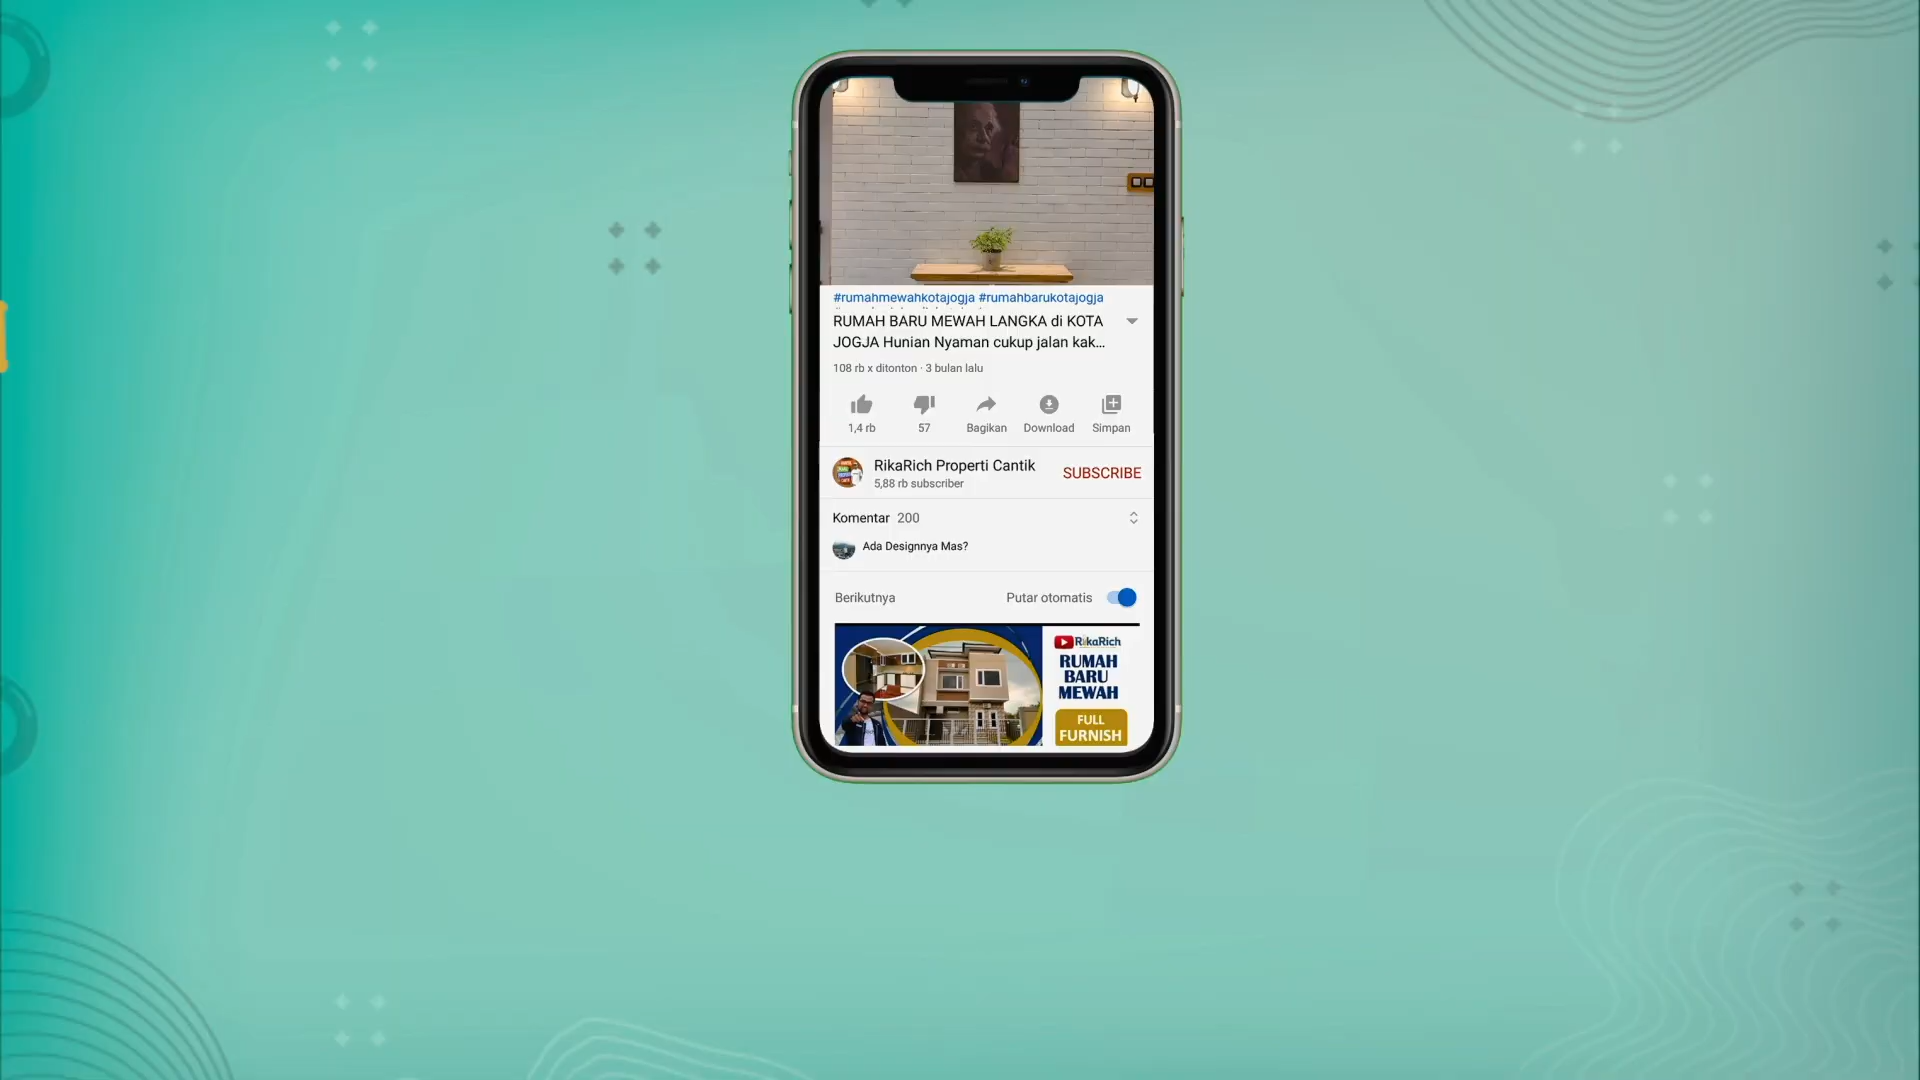 #rumahmewahkotajogja #rumahbarukotajogja
RUMAH BARU MEWAH LANGKA di KOTA
JOGJA Hunian Nyaman cukup jalan kak...
108 rb x ditonton · 3 bulan lalu
1,4 rb
57
Bagikan
Download
Simpan
RikaRich Properti Cantik
5,88 rb subscriber
SUBSCRIBE
Komentar 200
Ada Designnya Mas?
Berikutnya
Putar otomatis
RikaRich
RUMAH
BARU
MEWAH
FULL
FURNISH